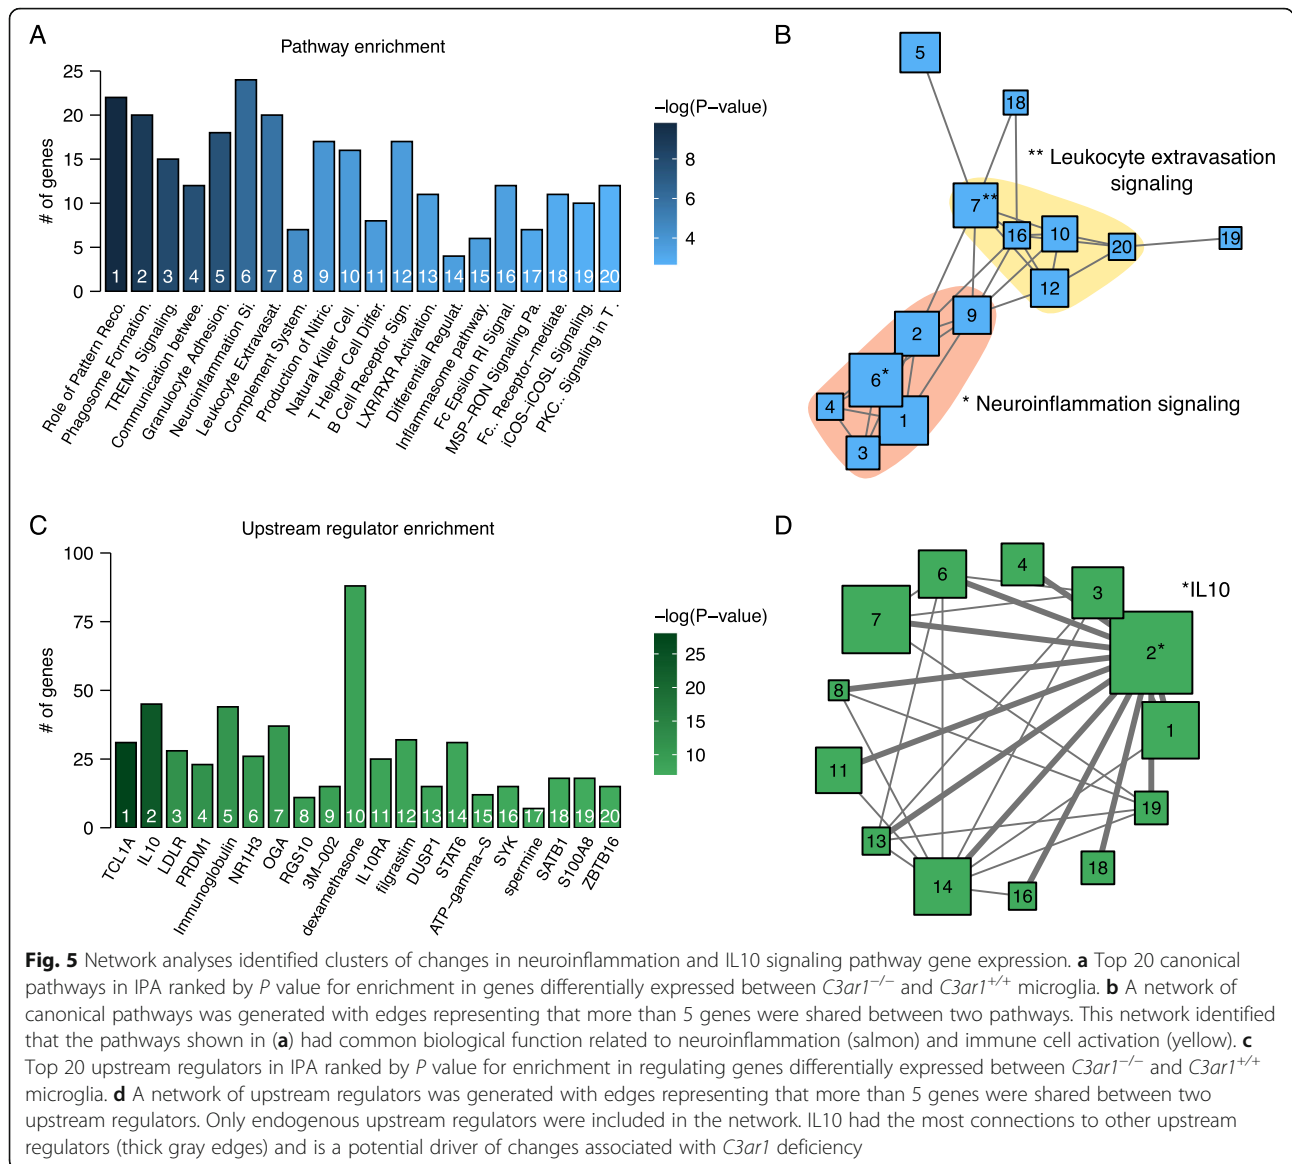 A
Pathway enrichment
# of genes
25
20
15
10
5
0
1 2 3 4 5 6 7 8 9 10 11 12 13 14 15 16 17 18 19 20
Role of Pattern Reco.
Phagosome Formation.
TREM1 Signaling.
Communication betwee.
Granulocyte Adhesion.
Neuroinflammation Si.
Leukocyte Extravasat.
Complement System.
Production of Nitric.
Natural Killer Cell .
T Helper Cell Differ.
B Cell Receptor Sign.
LXR/RXR Activation.
Differential Regulat.
Inflammasome pathway.
Fc Epsilon RI Signal.
MSP-RON Signaling Pa.
Fc.. Receptor-mediate.
iCOS-iCOSL Signaling.
PKC.. Signaling in T .
−log(P−value)
8
6
4
B
5
18
** Leukocyte extravasation
signaling
7**
16
10
20
19
12
9
2
6*
4
1
3
* Neuroinflammation signaling
C
Upstream regulator enrichment
# of genes
100
75
50
25
0
1 2 3 4 5 6 7 8 9 10 11 12 13 14 15 16 17 18 19 20
TCL1A
IL10
LDLR
PRDM1
Immunoglobulin
NR1H3
OGA
RGS10
3M-002
dexamethasone
IL10RA
filgrastim
DUSP1
STAT6
ATP-gamma-S
SYK
spermine
SATB1
S100A8
ZBTB16
−log(P−value)
25
20
15
10
D
6
4
3
*IL10
7
2*
8
1
11
19
13
14
16
18
Fig. 5 Network analyses identified clusters of changes in neuroinflammation and IL10 signaling pathway gene expression. a Top 20 canonical
pathways in IPA ranked by P value for enrichment in genes differentially expressed between C3ar1−/− and C3ar1+/+ microglia. b A network of
canonical pathways was generated with edges representing that more than 5 genes were shared between two pathways. This network identified
that the pathways shown in (a) had common biological function related to neuroinflammation (salmon) and immune cell activation (yellow). c
Top 20 upstream regulators in IPA ranked by P value for enrichment in regulating genes differentially expressed between C3ar1−/− and C3ar1+/+
microglia. d A network of upstream regulators was generated with edges representing that more than 5 genes were shared between two
upstream regulators. Only endogenous upstream regulators were included in the network. IL10 had the most connections to other upstream
regulators (thick gray edges) and is a potential driver of changes associated with C3ar1 deficiency